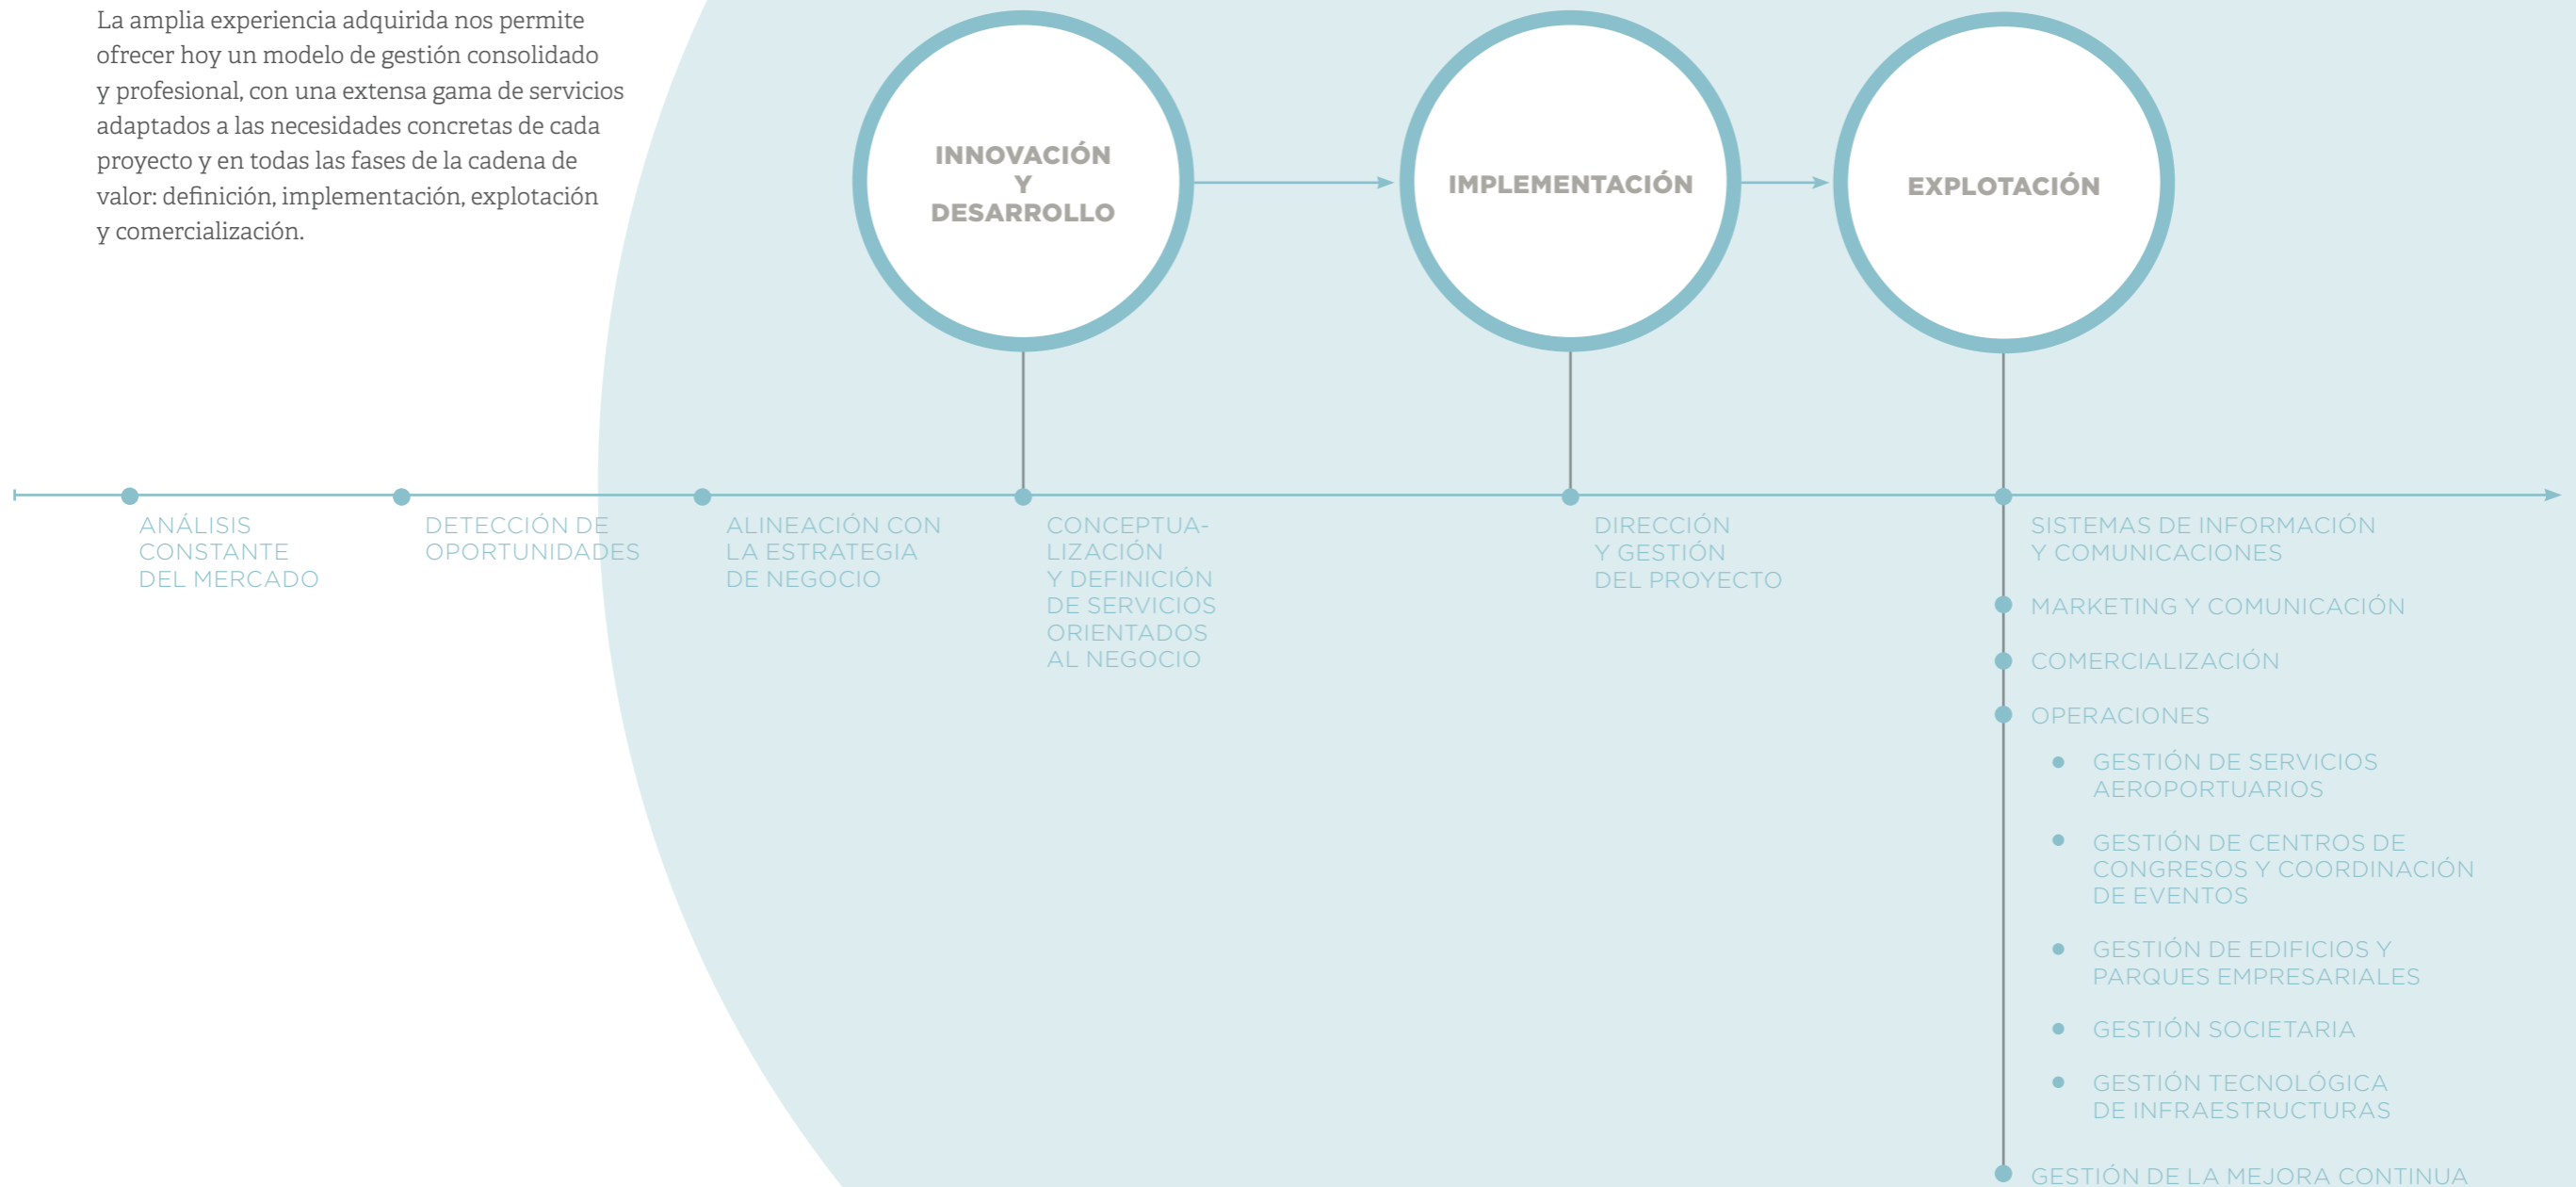 La amplia experiencia adquirida nos permite
ofrecer hoy un modelo de gestión consolidado
y profesional, con una extensa gama de servicios
adaptados a las necesidades concretas de cada
proyecto y en todas las fases de la cadena de
valor: definición, implementación, explotación
y comercialización.
INNOVACIÓN
Y
DESARROLLO
IMPLEMENTACIÓN
EXPLOTACIÓN
ANÁLISIS
CONSTANTE
DEL MERCADO
DETECCIÓN DE
OPORTUNIDADES
ALINEACIÓN CON
LA ESTRATEGIA
DE NEGOCIO
CONCEPTUA-
LIZACIÓN
Y DEFINICIÓN
DE SERVICIOS
ORIENTADOS
AL NEGOCIO
DIRECCIÓN
Y GESTIÓN
DEL PROYECTO
SISTEMAS DE INFORMACIÓN
Y COMUNICACIONES
MARKETING Y COMUNICACIÓN
COMERCIALIZACIÓN
OPERACIONES
GESTIÓN DE SERVICIOS
AEROPORTUARIOS
GESTIÓN DE CENTROS DE
CONGRESOS Y COORDINACIÓN
DE EVENTOS
GESTIÓN DE EDIFICIOS Y
PARQUES EMPRESARIALES
GESTIÓN SOCIETARIA
GESTIÓN TECNOLÓGICA
DE INFRAESTRUCTURAS
GESTIÓN DE LA MEJORA CONTINUA